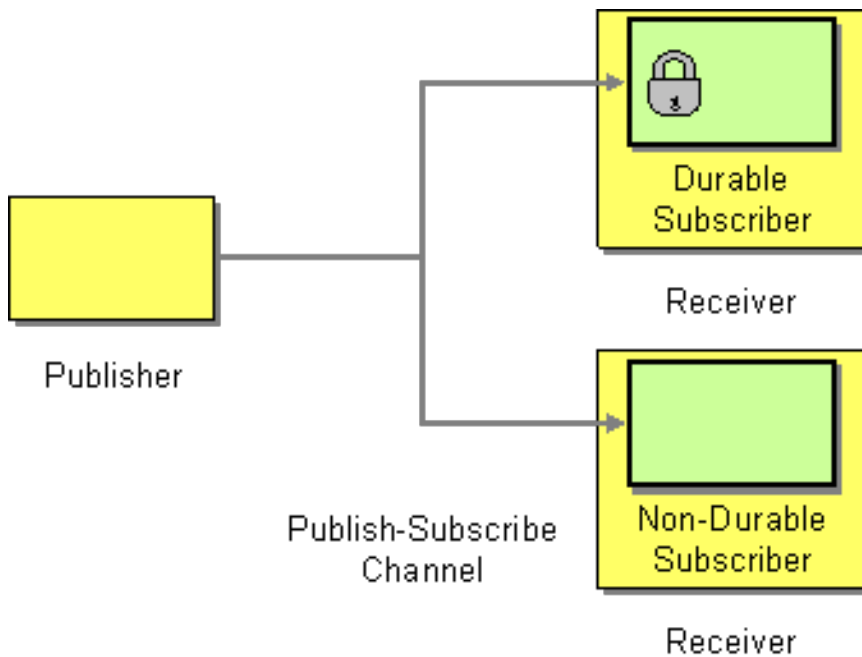 Durable
Subscriber
Receiver
Publisher
Publish-Subscribe
Channel
Non-Durable
Subscriber
Receiver